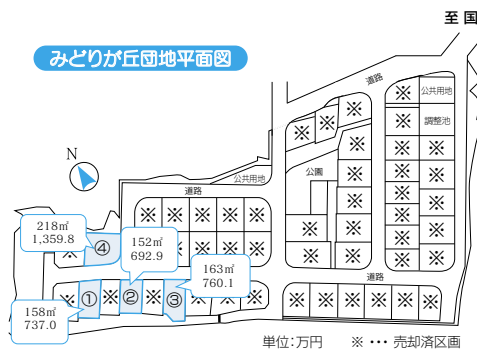 至 国
みどりが丘団地平面図
道路
※ 公共用地
※ ※ ※ ※ 調整池
N
公園
公共用地
道路
※ ※ ※ ※ ※
218㎡
1,359.8
④
152㎡
692.9
163㎡
760.1
※ ※ ※ ※
道路
※ ① ※ ② ※ ③ ※ ※
※ ※ ※ ※ ※ ※
158㎡
737.0
単位:万円 ※ ・・・ 売却済区画